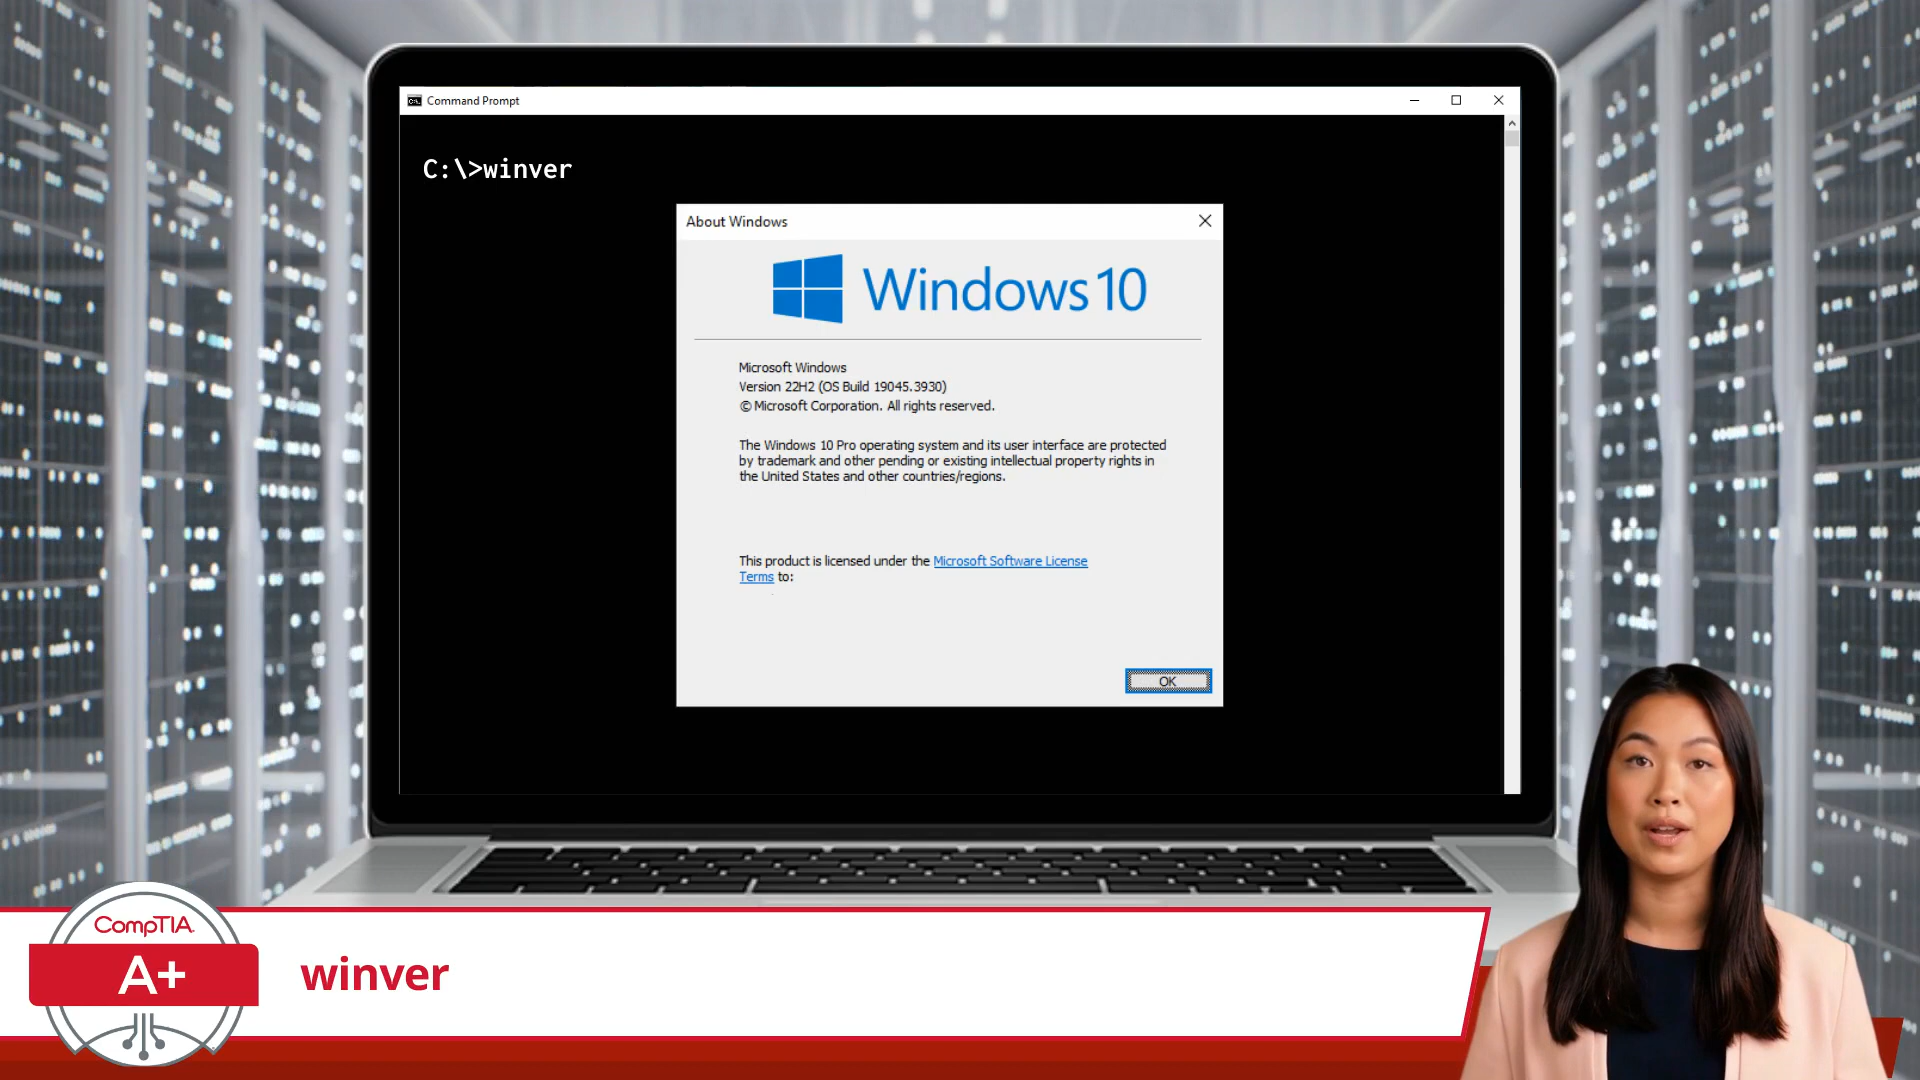 Command Prompt
C:\>winver
About Windows
Windows 10
Microsoft Windows
Version 22H2 (OS Build 19045.3930)
© Microsoft Corporation. All rights reserved.
The Windows 10 Pro operating system and its user interface are protected
by trademark and other pending or existing intellectual property rights in
the United States and other countries/regions.
This product is licensed under the Microsoft Software License
Terms to:
OK
CompTIA.
A+
winver